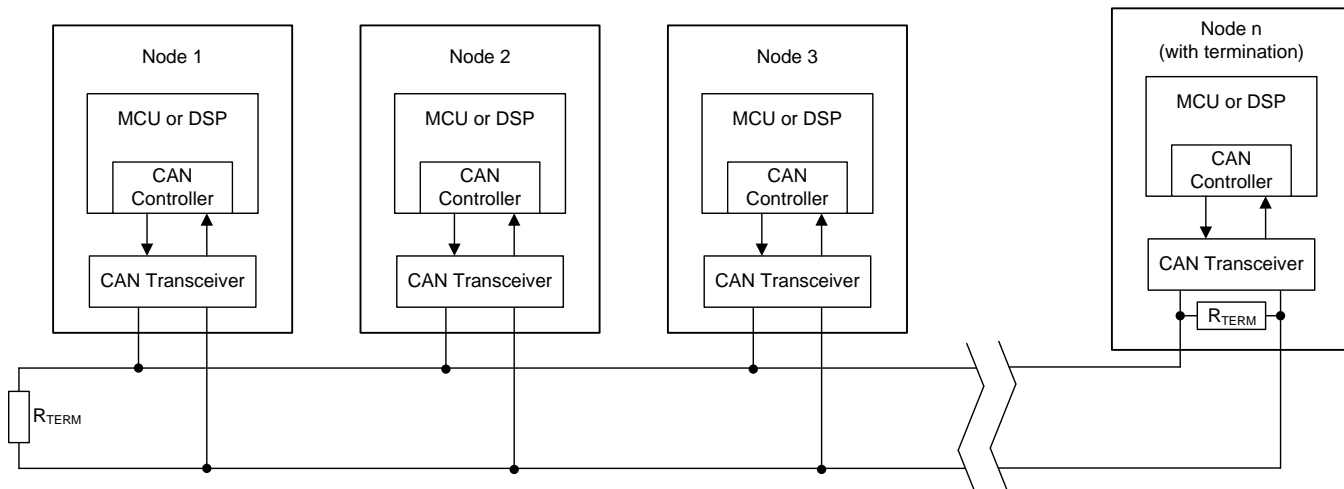 Node 1
MCU or DSP
CAN
Controller
CAN Transceiver
Node 2
MCU or DSP
CAN
Controller
CAN Transceiver
Node 3
MCU or DSP
CAN
Controller
CAN Transceiver
Node n
(with termination)
MCU or DSP
CAN
Controller
CAN Transceiver
RTERM
RTERM